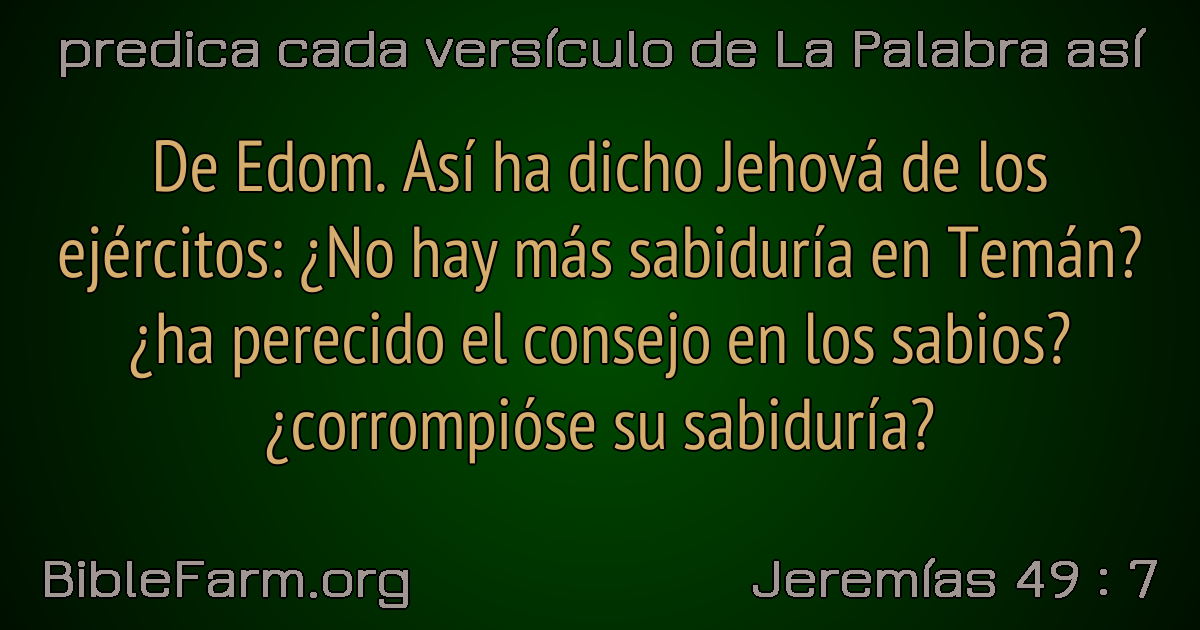 predica cada versículo de La Palabra así
De Edom. Así ha dicho Jehová de los
ejércitos: ¿No hay más sabiduría en Temán?
¿ha perecido el consejo en los sabios?
¿corrompióse su sabiduría?
BibleFarm.org
Jeremías 49 : 7